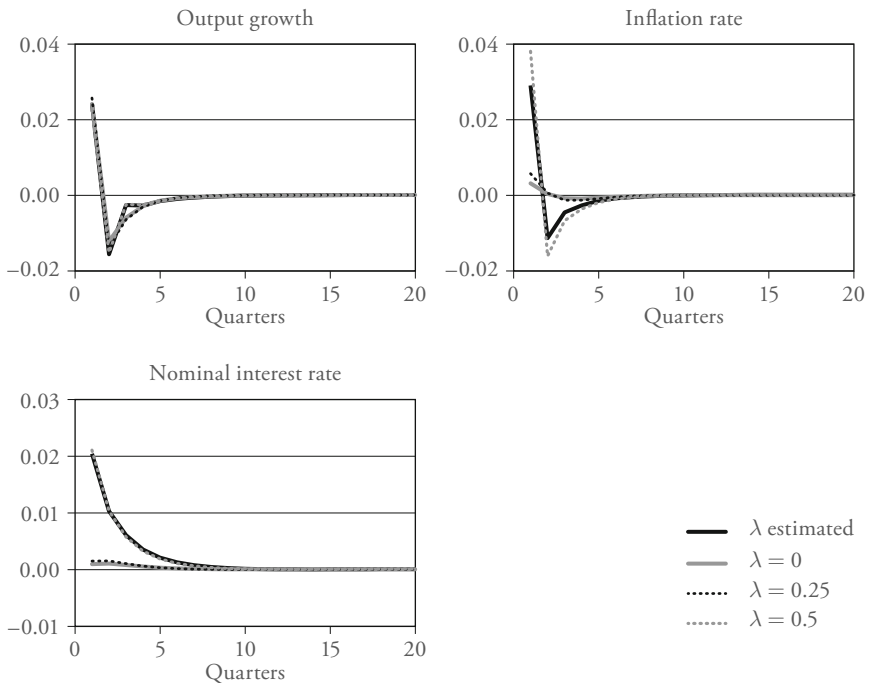 Output growth
0.04
0.02
0.00
−0.02
0 5 10 15 20
Quarters
Inflation rate
0.04
0.02
0.00
−0.02
0 5 10 15 20
Quarters
Nominal interest rate
0.03
0.02
0.01
0.00
−0.01
0 5 10 15 20
Quarters
λ estimated
λ = 0
λ = 0.25
λ = 0.5